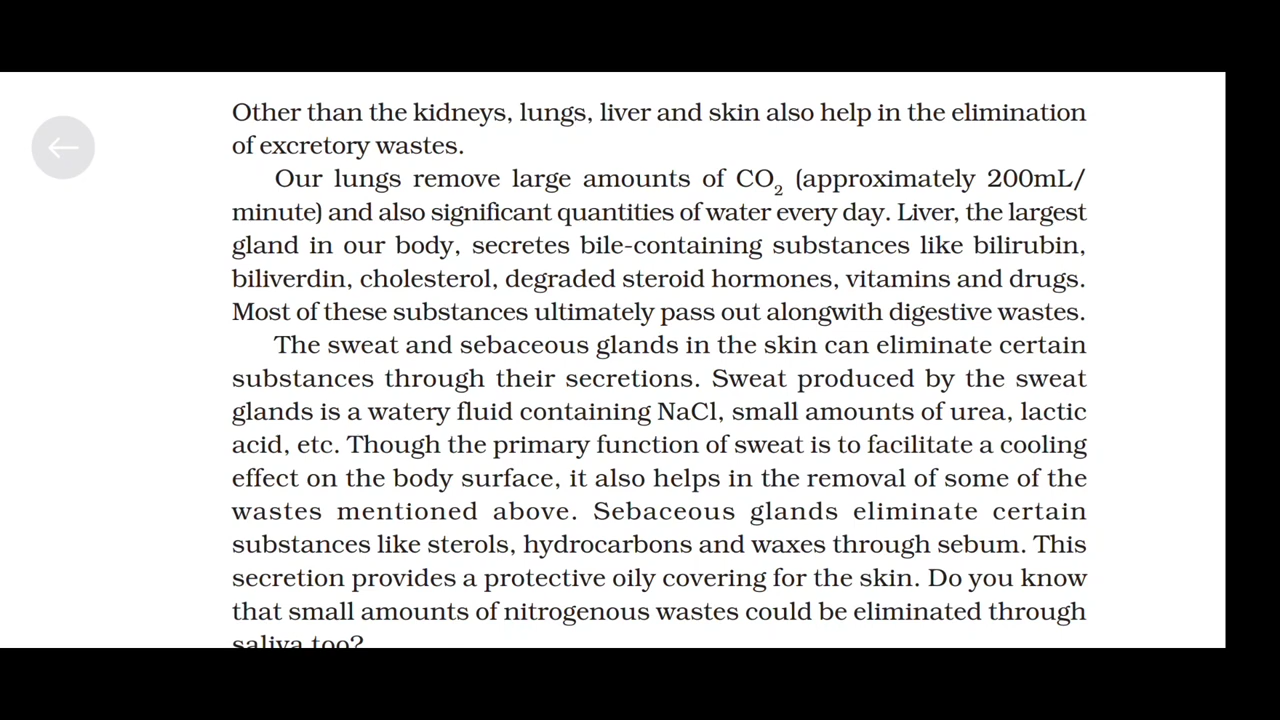 Other than the kidneys, lungs, liver and skin also help in the elimination
of excretory wastes.
Our lungs remove large amounts of CO₂ (approximately 200mL/
minute) and also significant quantities of water every day. Liver, the largest
gland in our body, secretes bile-containing substances like bilirubin,
biliverdin, cholesterol, degraded steroid hormones, vitamins and drugs.
Most of these substances ultimately pass out alongwith digestive wastes.
The sweat and sebaceous glands in the skin can eliminate certain
substances through their secretions. Sweat produced by the sweat
glands is a watery fluid containing NaCl, small amounts of urea, lactic
acid, etc. Though the primary function of sweat is to facilitate a cooling
effect on the body surface, it also helps in the removal of some of the
wastes mentioned above. Sebaceous glands eliminate certain
substances like sterols, hydrocarbons and waxes through sebum. This
secretion provides a protective oily covering for the skin. Do you know
that small amounts of nitrogenous wastes could be eliminated through
saliva too?